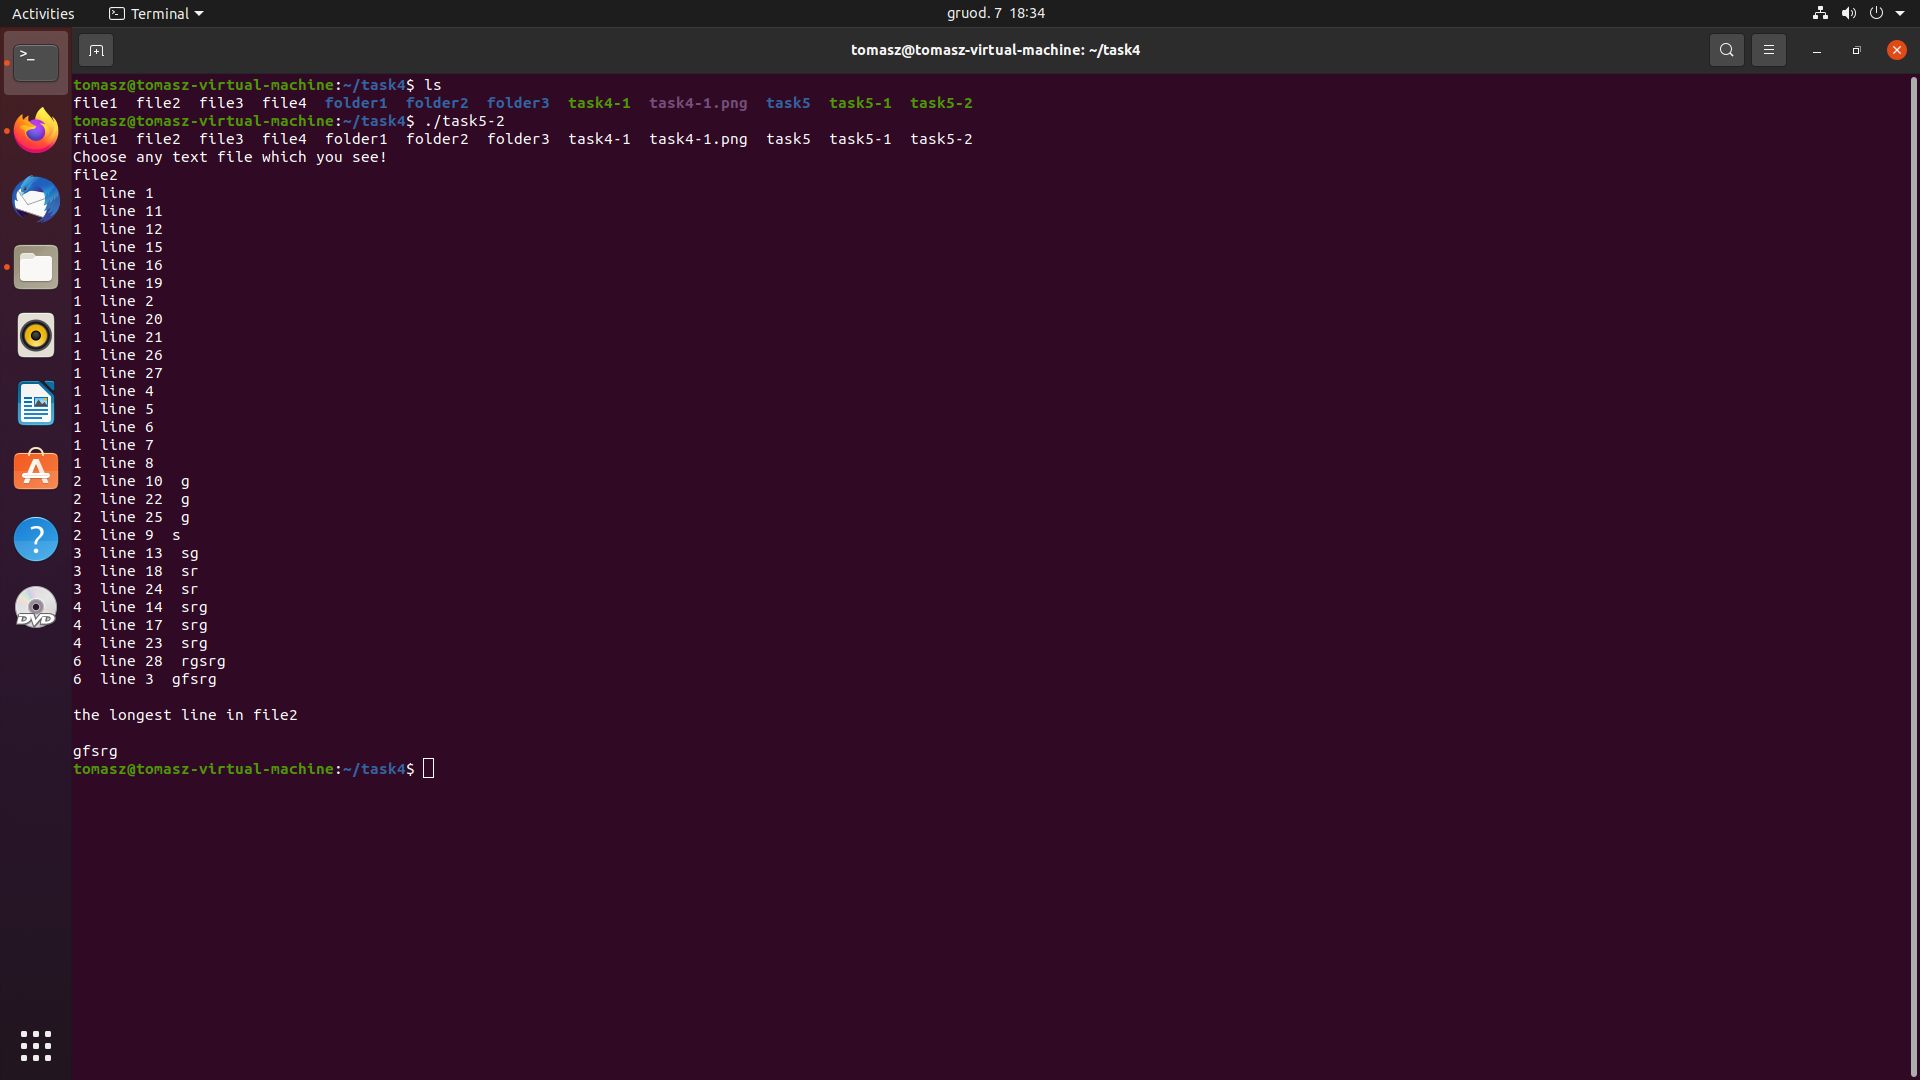 Activities Terminal gruod. 7 18:34
tomasz@tomasz-virtual-machine: ~/task4
tomasz@tomasz-virtual-machine:~/task4$ ls
file1  file2  file3  file4  folder1  folder2  folder3  task4-1  task4-1.png  task5  task5-1  task5-2
tomasz@tomasz-virtual-machine:~/task4$ ./task5-2
file1  file2  file3  file4  folder1  folder2  folder3  task4-1  task4-1.png  task5  task5-1  task5-2
Choose any text file which you see!
file2
1  line 1
1  line 11
1  line 12
1  line 15
1  line 16
1  line 19
1  line 2
1  line 20
1  line 21
1  line 26
1  line 27
1  line 4
1  line 5
1  line 6
1  line 7
1  line 8
2  line 10  g
2  line 22  g
2  line 25  g
2  line 9  s
3  line 13  sg
3  line 18  sr
3  line 24  sr
4  line 14  srg
4  line 17  srg
4  line 23  srg
6  line 28  rgsrg
6  line 3  gfsrg
the longest line in file2
gfsrg
tomasz@tomasz-virtual-machine:~/task4$
DVD